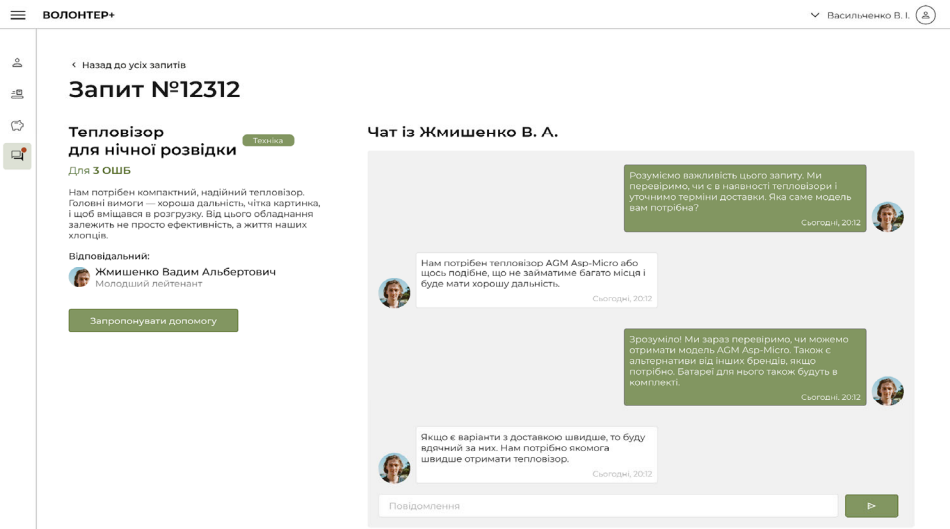 ВОЛОНТЕР+
Васильченко В. І.
Назад до усіх запитів
Запит №12312
Тепловізор
для нічної розвідки
Техніка
Для 3 ОШБ
Нам потрібен компактний, надійний тепловізор.
Головні вимоги — хороша дальність, чітка картинка,
і щоб вміщався в розгрузку. Від цього обладнання
залежить не просто ефективність, а життя наших
хлопців.
Відповідальний:
Жмишенко Вадим Альбертович
Молодший лейтенант
Запропонувати допомогу
Чат із Жмишенко В. А.
Розуміємо важливість цього запиту. Ми
перевіримо, чи є в наявності тепловізори і
уточнимо терміни доставки. Яка саме модель
вам потрібна?
Сьогодні, 20:12
Нам потрібен тепловізор AGM Asp-Micro або
щось подібне, що не займатиме багато місця і
буде мати хорошу дальність.
Сьогодні, 20:12
Зрозуміло! Ми зараз перевіримо, чи можемо
отримати модель AGM Asp-Micro. Також є
альтернативи від інших брендів, якщо
потрібно. Батареї для нього також будуть в
комплекті.
Сьогодні, 20:12
Якщо є варіанти з доставкою швидше, то буду
вдячний за них. Нам потрібно якомога
швидше отримати тепловізор.
Сьогодні, 20:12
Повідомлення